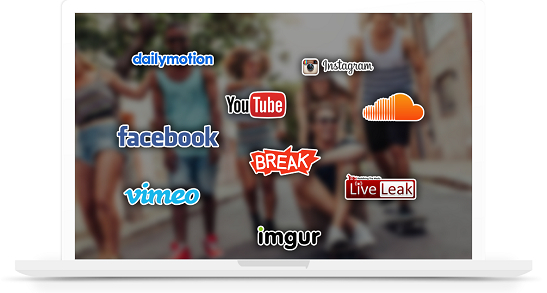 dailymotion
Instagram
YouTube
facebook
BREAK
vimeo
LiveLeak
imgur